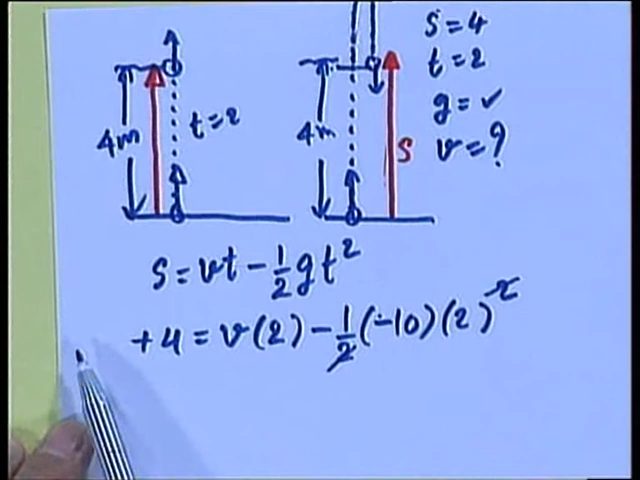 4m
t=2
4m
S
S=4
t=2
g=✓
v=?
S=vt-½gt²
+4=v(2)-½(-10)(2)²